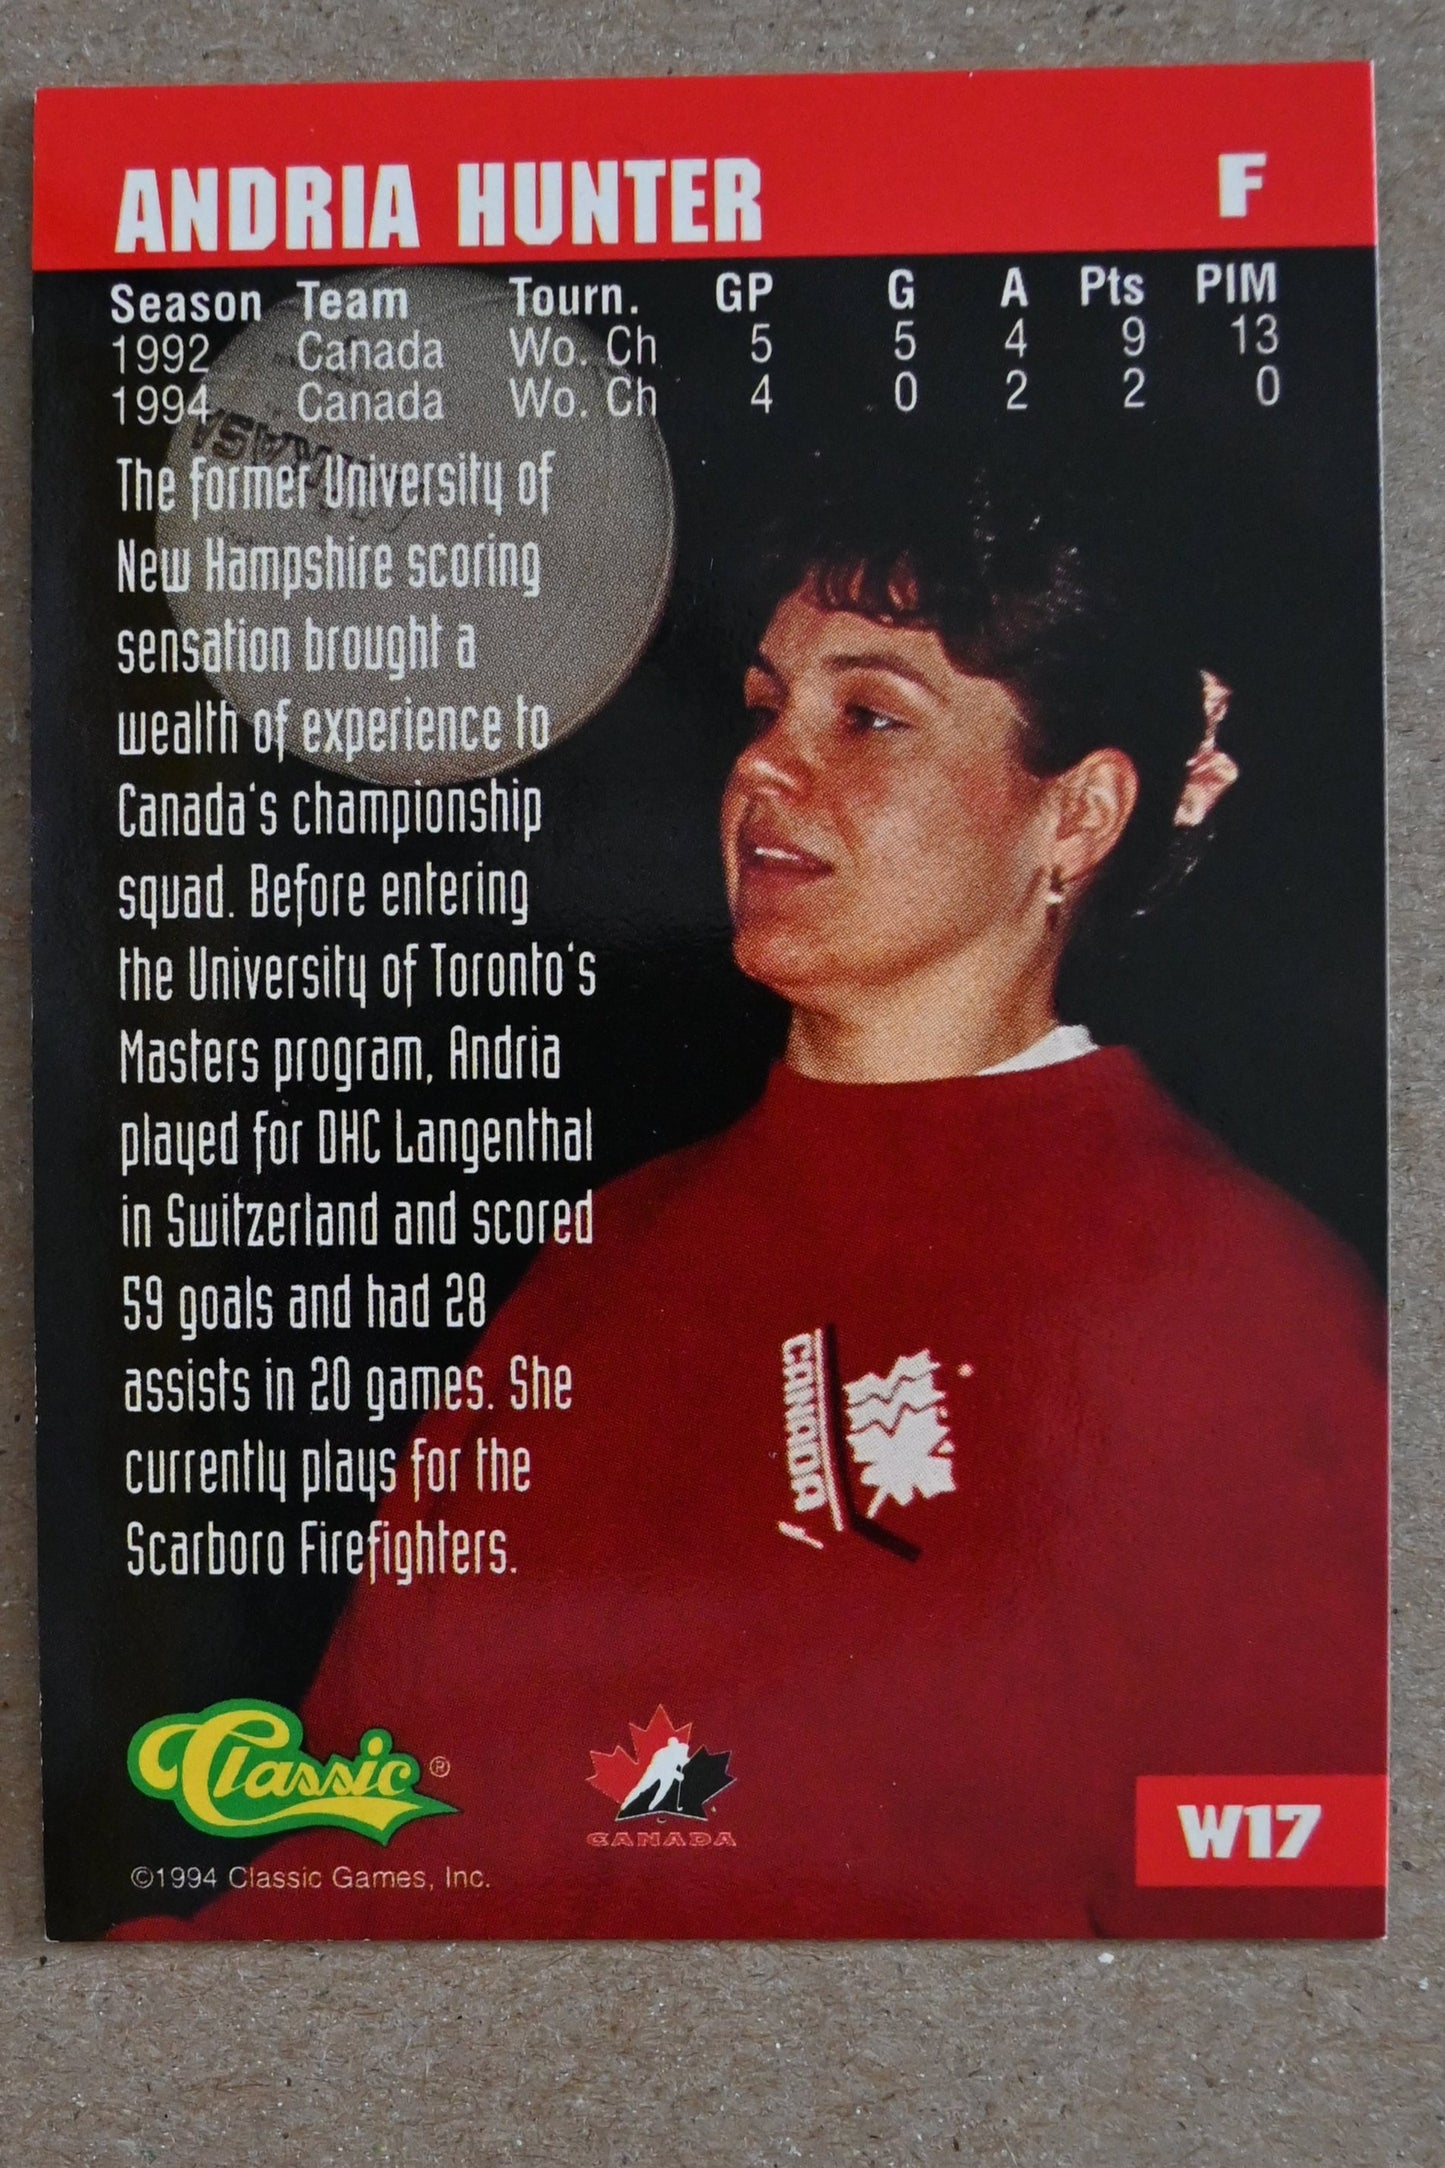 ANDRIA HUNTER F
Season Team Tourn. GP G A Pts PIM
1992 Canada Wo. Ch 5 5 4 9 13
1994 Canada Wo. Ch 4 0 2 2 0
The former University of
New Hampshire scoring
sensation brought a
wealth of experience to
Canada's championship
squad. Before entering
the University of Toronto's
Masters program, Andria
played for DHC Langenthal
in Switzerland and scored
59 goals and had 28
assists in 20 games. She
currently plays for the
Scarboro Firefighters.
CANADA
Classic ®
CANADA
W17
©1994 Classic Games, Inc.